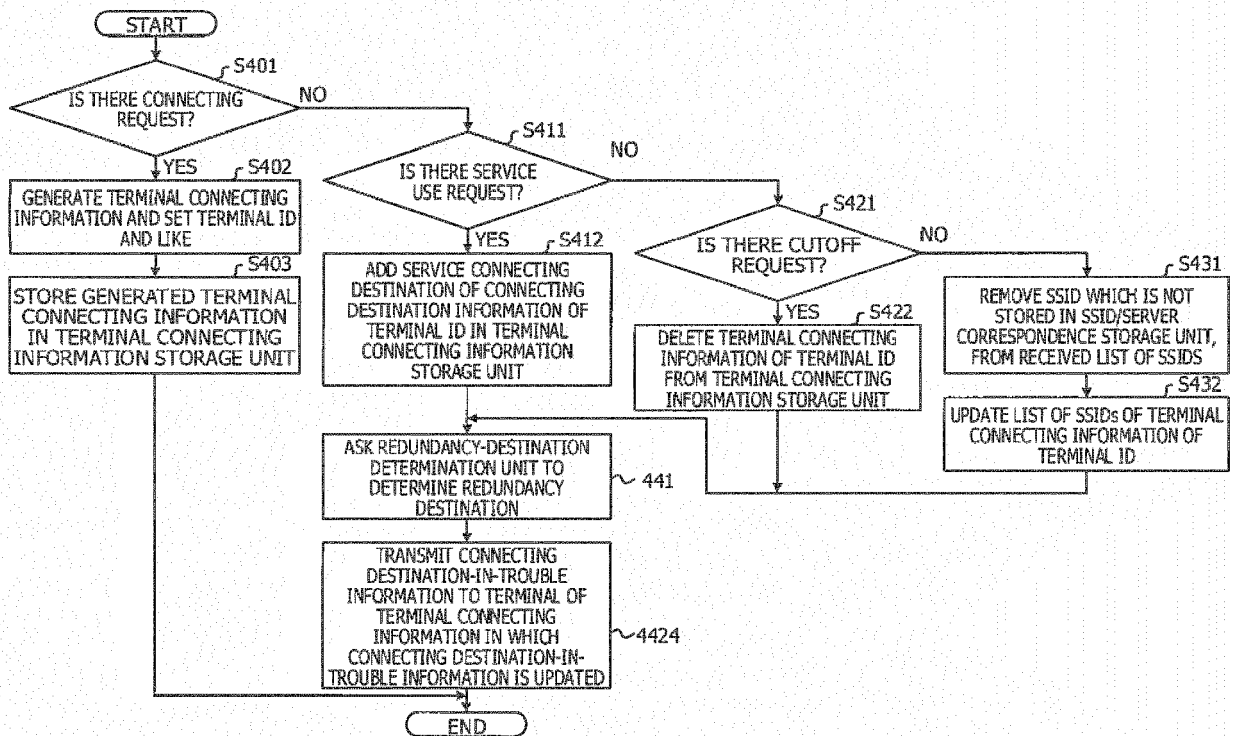 START
S401
IS THERE CONNECTING
REQUEST?
NO
YES
S402
GENERATE TERMINAL CONNECTING
INFORMATION AND SET TERMINAL ID
AND LIKE
S403
STORE GENERATED TERMINAL
CONNECTING INFORMATION
IN TERMINAL CONNECTING
INFORMATION STORAGE UNIT
S411
IS THERE SERVICE
USE REQUEST?
NO
YES
S412
ADD SERVICE CONNECTING
DESTINATION OF CONNECTING
DESTINATION INFORMATION OF
TERMINAL ID IN TERMINAL
CONNECTING INFORMATION
STORAGE UNIT
S421
IS THERE CUTOFF
REQUEST?
NO
YES
S422
DELETE TERMINAL CONNECTING
INFORMATION OF TERMINAL ID
FROM TERMINAL CONNECTING
INFORMATION STORAGE UNIT
S431
REMOVE SSID WHICH IS NOT
STORED IN SSID/SERVER
CORRESPONDENCE STORAGE UNIT,
FROM RECEIVED LIST OF SSIDS
S432
UPDATE LIST OF SSIDs OF TERMINAL
CONNECTING INFORMATION OF
TERMINAL ID
ASK REDUNDANCY-DESTINATION
DETERMINATION UNIT TO
DETERMINE REDUNDANCY
DESTINATION
441
TRANSMIT CONNECTING
DESTINATION-IN-TROUBLE
INFORMATION TO TERMINAL OF
TERMINAL CONNECTING
INFORMATION IN WHICH
CONNECTING DESTINATION-IN-
TROUBLE INFORMATION IS UPDATED
4424
END